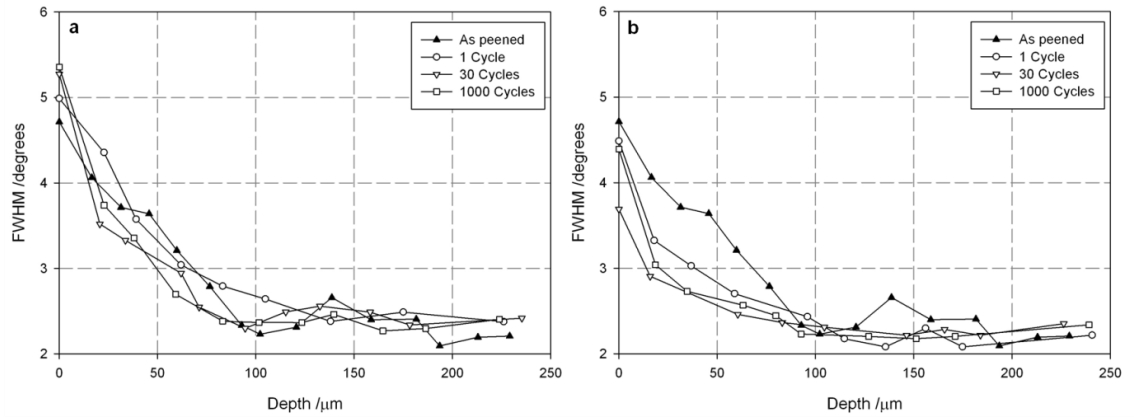 a
As peened
1 Cycle
30 Cycles
1000 Cycles
6
5
4
3
2
FWHM /degrees
0 50 100 150 200 250
Depth /µm
b
As peened
1 Cycle
30 Cycles
1000 Cycles
6
5
4
3
2
FWHM /degrees
0 50 100 150 200 250
Depth /µm